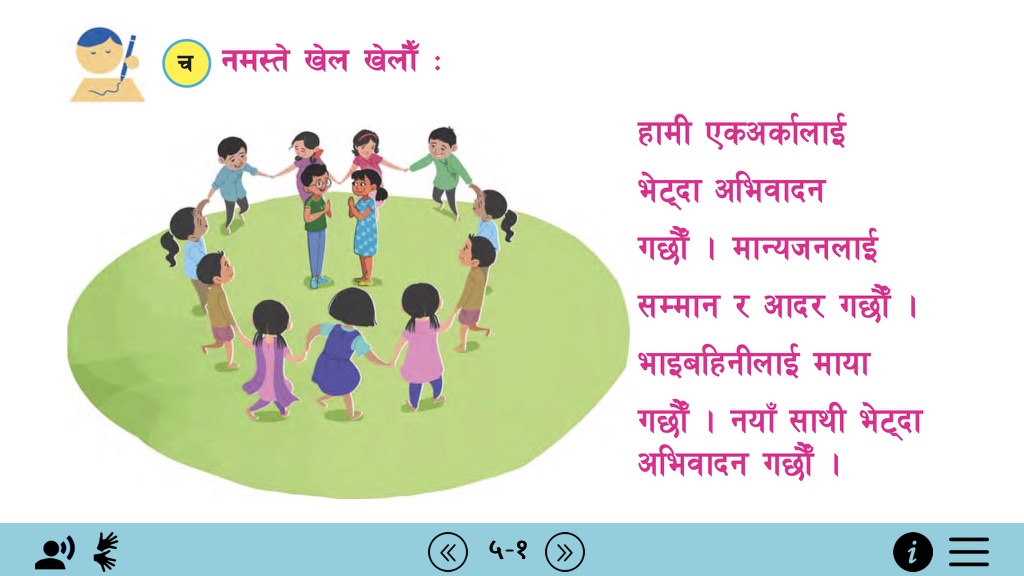 च नमस्ते खेल खेलौँ :
हामी एकअर्कालाई
भेट्दा अभिवादन
गर्छौँ । मान्यजनलाई
सम्मान र आदर गर्छौँ ।
भाइबहिनीलाई माया
गर्छौँ । नयाँ साथी भेट्दा
अभिवादन गर्छौँ ।
५-१